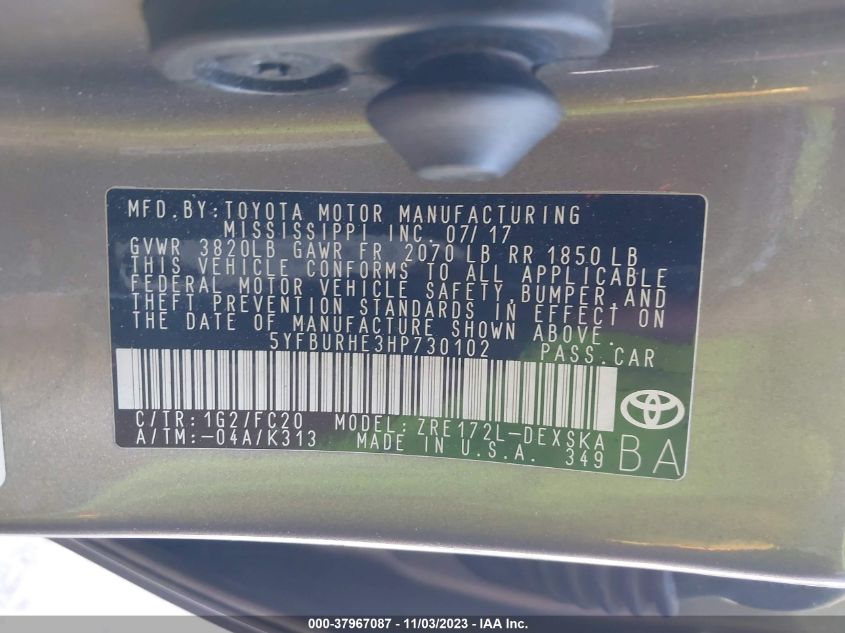 MFD.BY:TOYOTA MOTOR MANUFACTURING
MISSISSIPPI INC. 07/17
GVWR 3820LB GAWR FR 2070 LB RR 1850 LB
THIS VEHICLE CONFORMS TO ALL APPLICABLE
FEDERAL MOTOR VEHICLE SAFETY,BUMPER,AND
THEFT PREVENTION STANDARDS IN EFFECT ON
THE DATE OF MANUFACTURE SHOWN ABOVE.
5YFBURHE3HP730102 PASS.CAR
C/TR:1G2/FC20 MODEL:ZRE172L-DEXSKA
A/TM:-04A/K313 MADE IN U.S.A. 349 BA
000-37967087 - 11/03/2023 - IAA Inc.